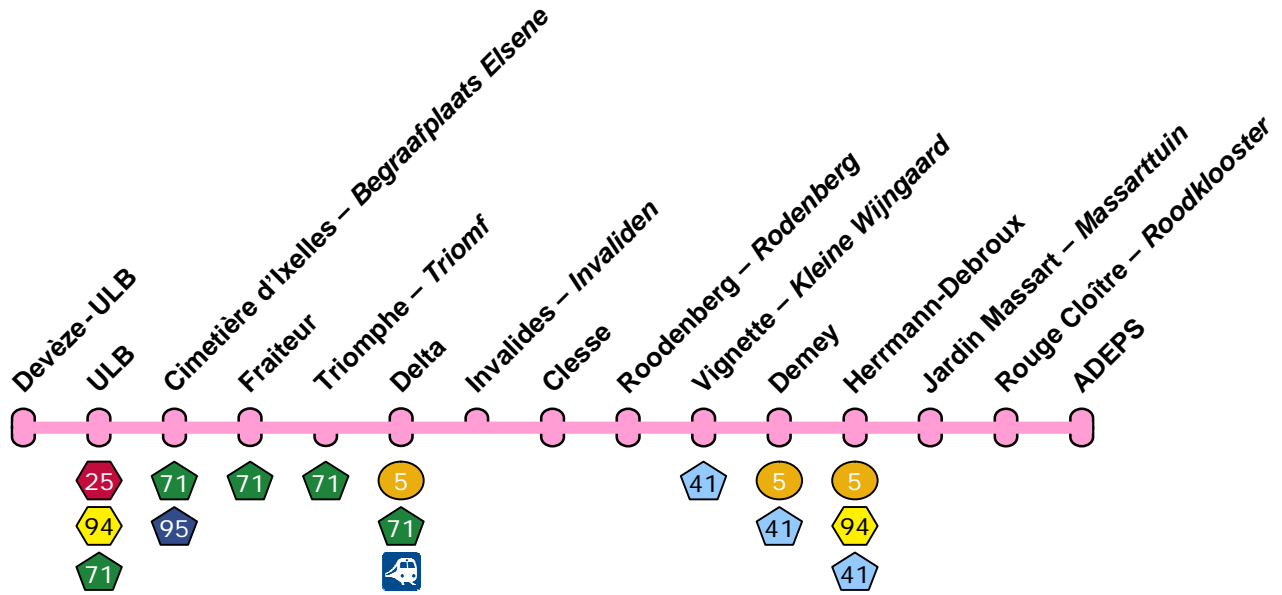 Devèze-ULB
ULB
Cimetière d'Ixelles – Begraafplaats Elsene
Fraiteur
Triomphe – Triomf
Delta
Invalides – Invaliden
Clesse
Roodenberg – Rodenberg
Vignette – Kleine Wijngaard
Demey
Herrmann-Debroux
Jardin Massart – Massarttuin
Rouge Cloître – Roodklooster
ADEPS
25 71 71 71 5 41 5 5
94 95 71 41 94
71 41